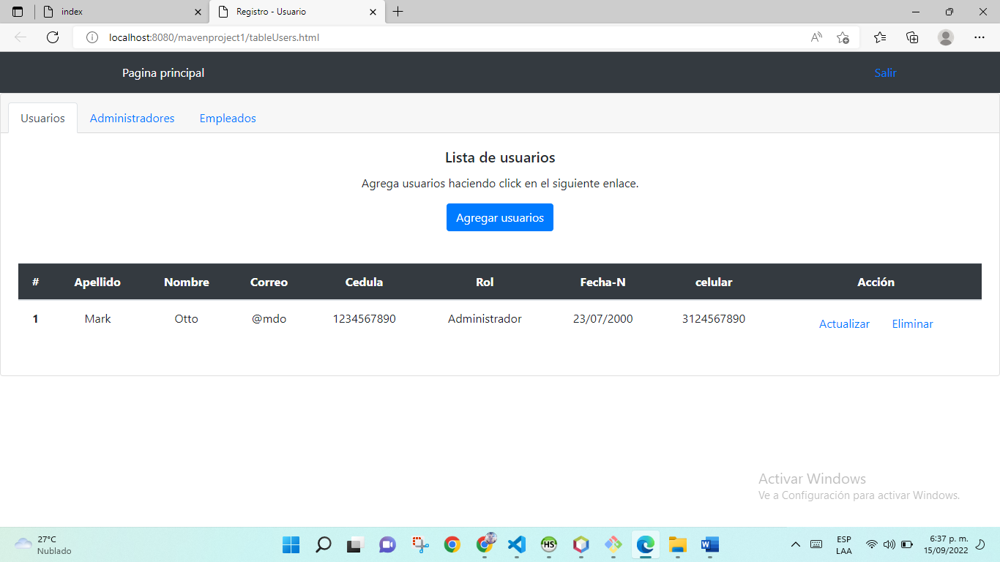 index
Registro - Usuario
localhost:8080/mavenproject1/tableUsers.html
Pagina principal Salir
Usuarios Administradores Empleados
Lista de usuarios
Agrega usuarios haciendo click en el siguiente enlace.
Agregar usuarios
# Apellido Nombre Correo Cedula Rol Fecha-N celular Acción
1 Mark Otto @mdo 1234567890 Administrador 23/07/2000 3124567890 Actualizar Eliminar
Activar Windows
Ve a Configuración para activar Windows.
27°C
Nublado
HS
ESP
LAA
6:37 p. m.
15/09/2022